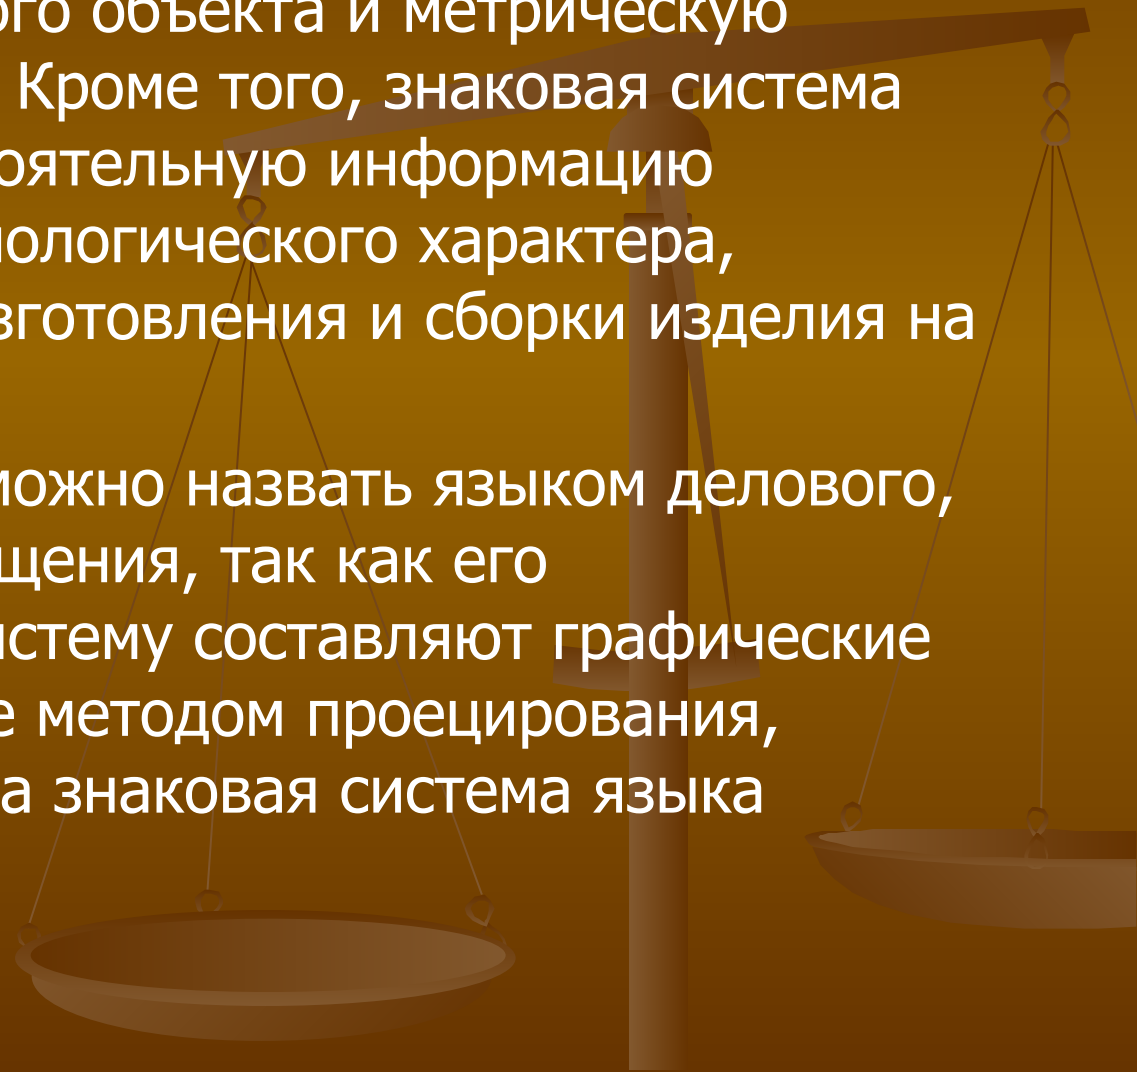 ого объекта и метрическую
Кроме того, знаковая система
оятельную информацию
ологического характера,
зготовления и сборки изделия на
можно назвать языком делового,
щения, так как его
истему составляют графические
е методом проецирования,
а знаковая система языка